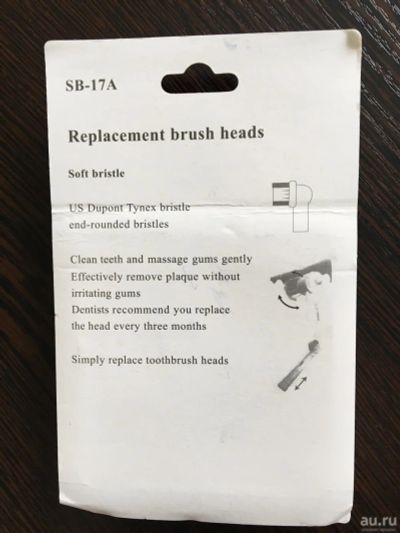 SB-17A
Replacement brush heads
Soft bristle
US Dupont Tynex bristle
end-rounded bristles
Clean teeth and massage gums gently
Effectively remove plaque without
irritating gums
Dentists recommend you replace
the head every three months
Simply replace toothbrush heads
au.ru